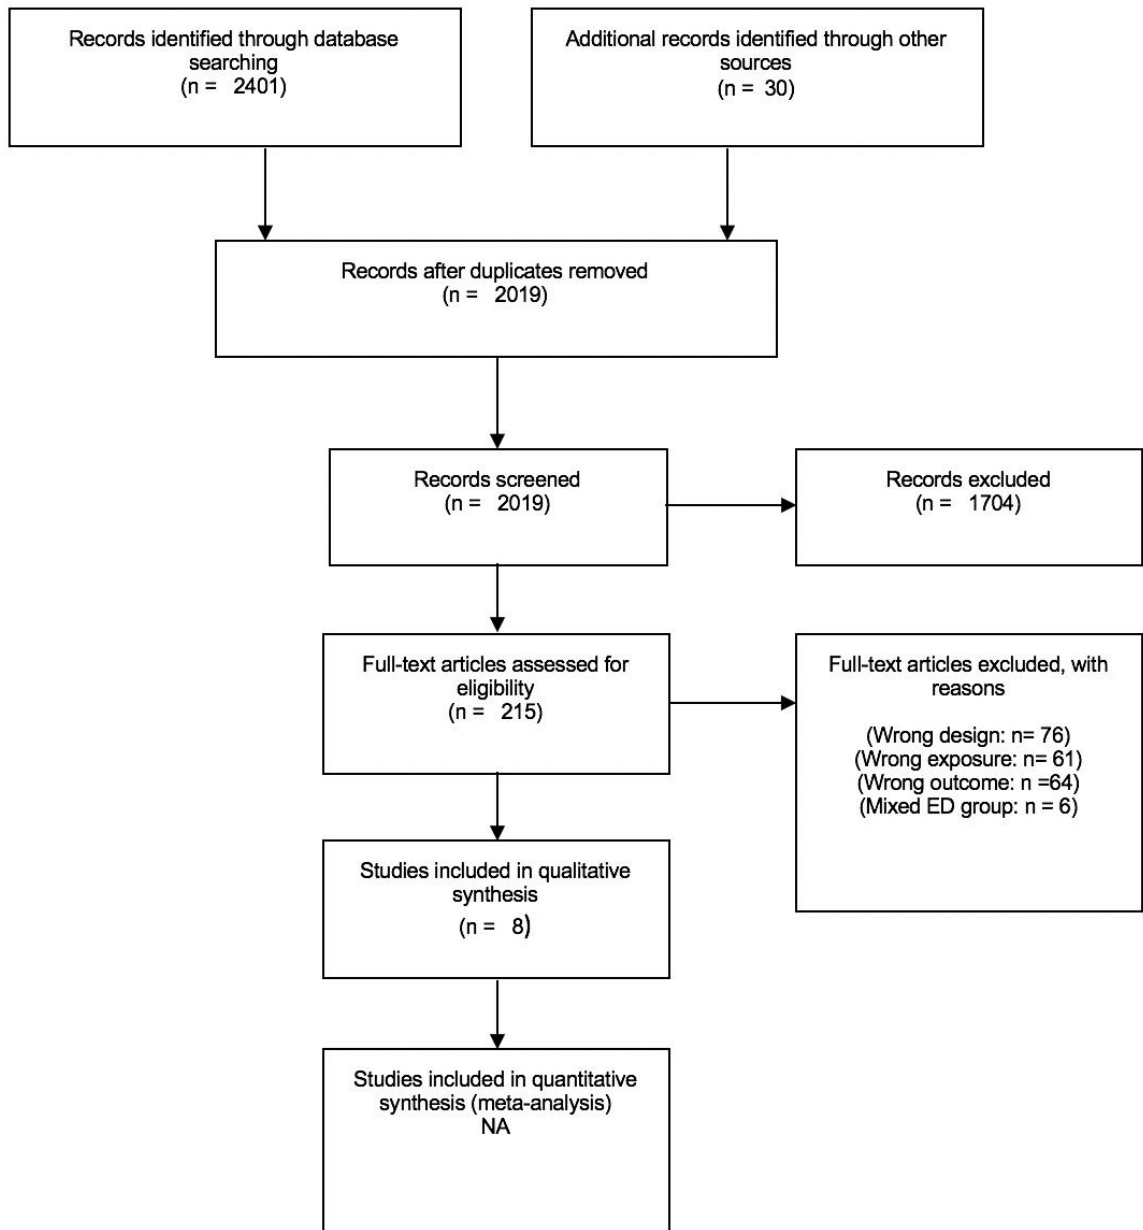 Records identified through database
searching
(n = 2401)
Additional records identified through other
sources
(n = 30)
Records after duplicates removed
(n = 2019)
Records screened
(n = 2019)
Records excluded
(n = 1704)
Full-text articles assessed for
eligibility
(n = 215)
Full-text articles excluded, with
reasons
(Wrong design: n= 76)
(Wrong exposure: n= 61)
(Wrong outcome: n =64)
(Mixed ED group: n = 6)
Studies included in qualitative
synthesis
(n = 8)
Studies included in quantitative
synthesis (meta-analysis)
NA